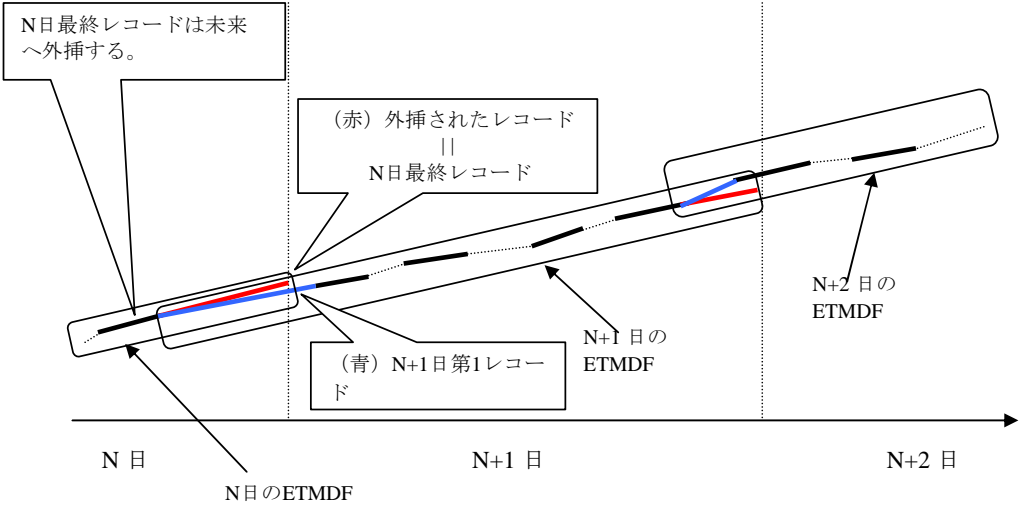 N日最終レコードは未来
へ外挿する。
（赤）外挿されたレコード
||
N日最終レコード
（青）N+1日第1レコー
ド
N+1 日の
ETMDF
N+2 日の
ETMDF
N 日
N+1 日
N+2 日
N日のETMDF